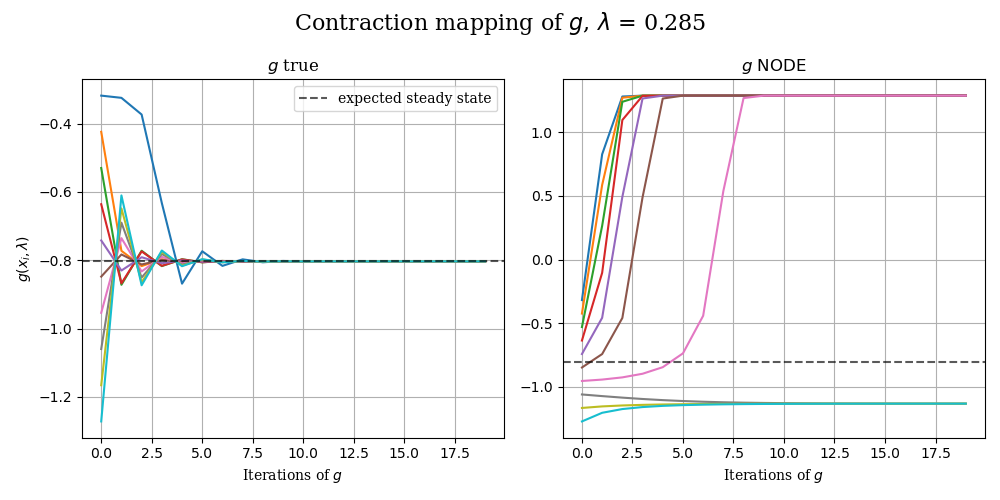 Contraction mapping of g, λ = 0.285
g true
g NODE
expected steady state
g(xᵢ, λ)
−0.4
−0.6
−0.8
−1.0
−1.2
1.0
0.5
0.0
−0.5
−1.0
0.0 2.5 5.0 7.5 10.0 12.5 15.0 17.5
0.0 2.5 5.0 7.5 10.0 12.5 15.0 17.5
Iterations of g
Iterations of g